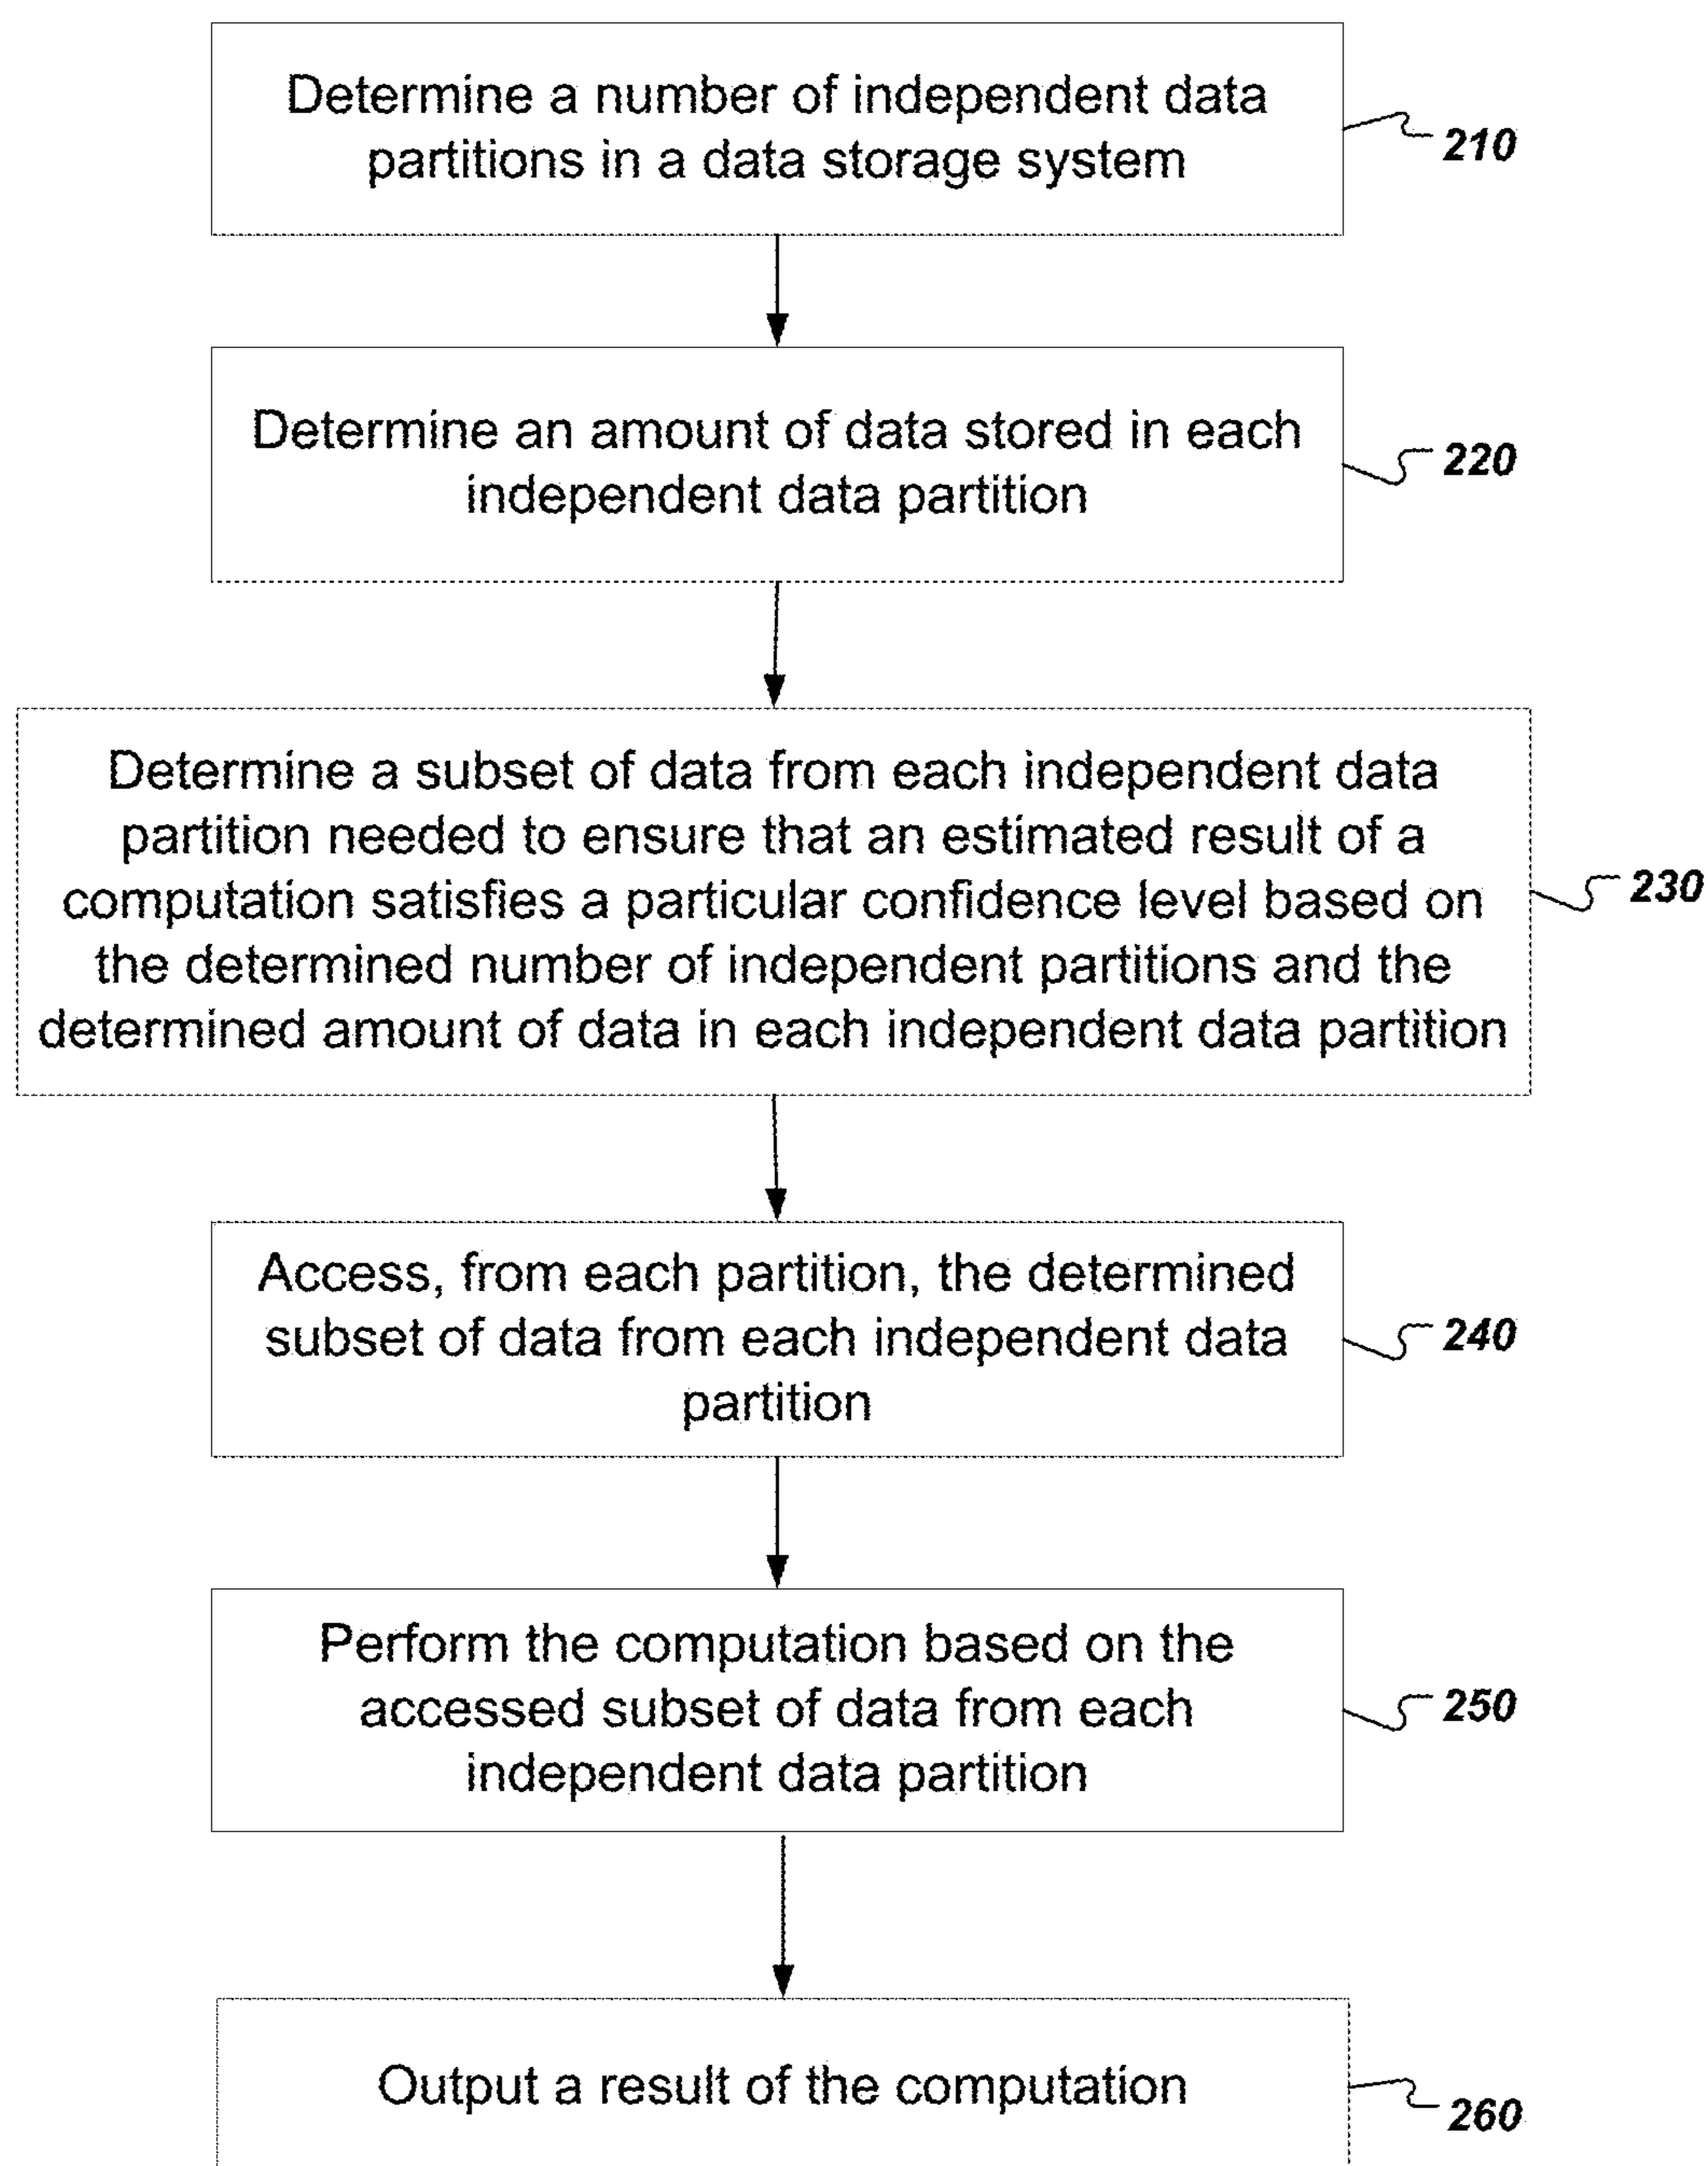 Determine a number of independent data
partitions in a data storage system
210
Determine an amount of data stored in each
independent data partition
220
Determine a subset of data from each independent data
partition needed to ensure that an estimated result of a
computation satisfies a particular confidence level based on
the determined number of independent partitions and the
determined amount of data in each independent data partition
230
Access, from each partition, the determined
subset of data from each independent data
partition
240
Perform the computation based on the
accessed subset of data from each
independent data partition
250
Output a result of the computation
260